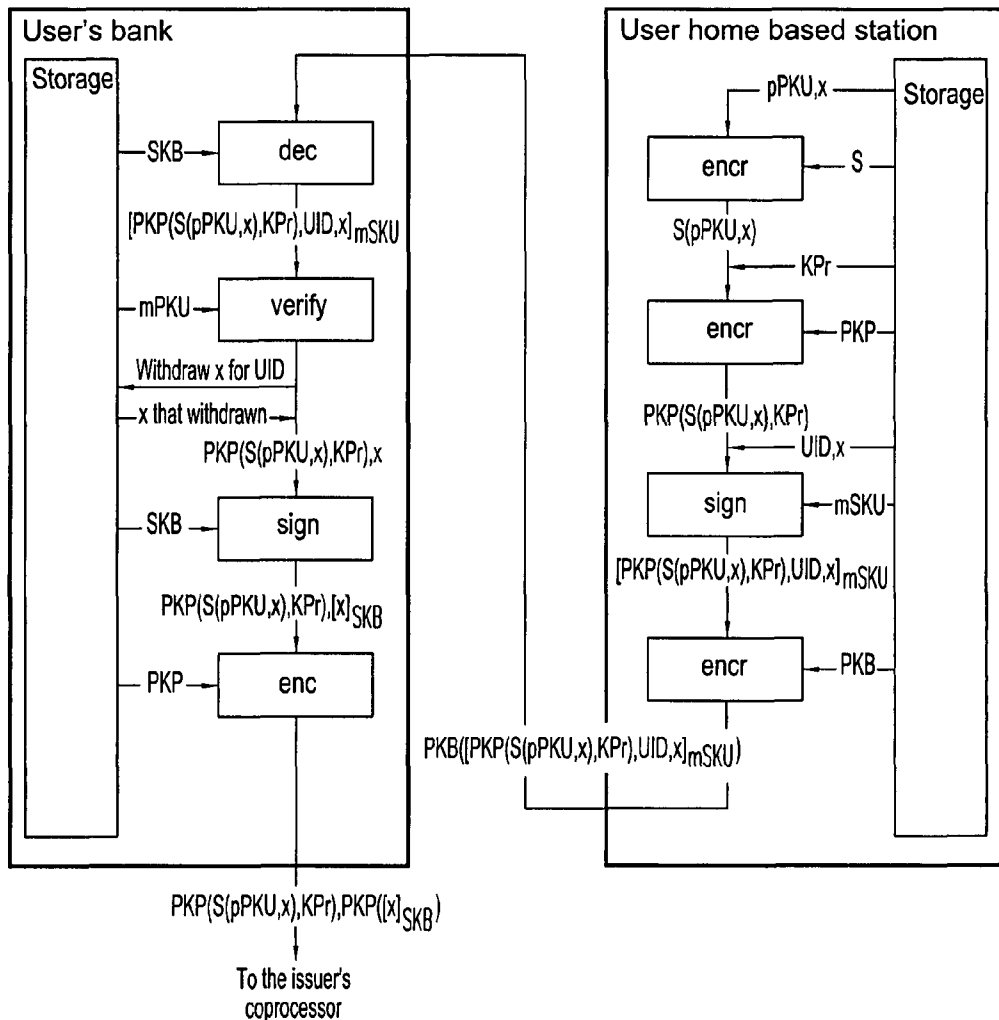 User's bank
Storage
SKB
dec
[PKP(S(pPKU,x),KPr),UID,x]mSKU
mPKU
verify
Withdraw x for UID
x that withdrawn
PKP(S(pPKU,x),KPr),x
SKB
sign
PKP(S(pPKU,x),KPr),[x]SKB
PKP
enc
PKP(S(pPKU,x),KPr),PKP([x]SKB)
To the issuer's
coprocessor
PKB([PKP(S(pPKU,x),KPr),UID,x]mSKU)
User home based station
Storage
pPKU,x
encr
S
S(pPKU,x)
KPr
encr
PKP
PKP(S(pPKU,x),KPr)
UID,x
sign
mSKU
[PKP(S(pPKU,x),KPr),UID,x]mSKU
encr
PKB